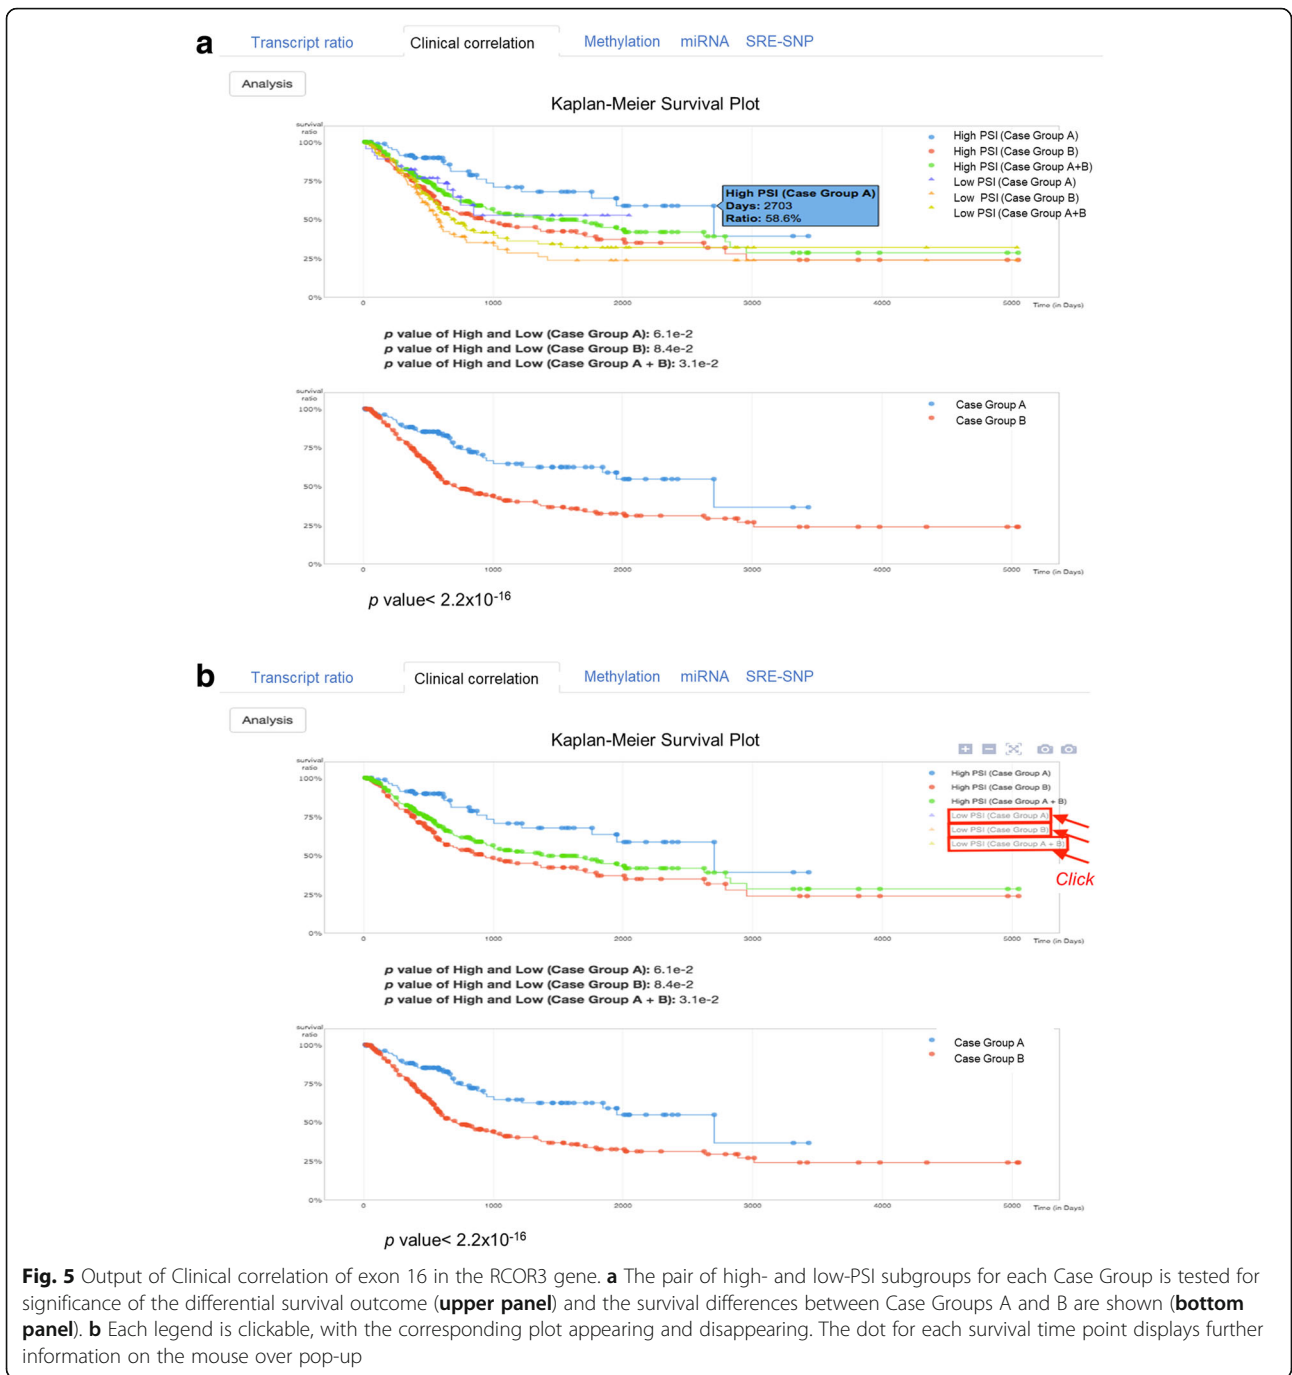 a
Transcript ratio Clinical correlation Methylation miRNA SRE-SNP
Analysis
Kaplan-Meier Survival Plot
survival
ratio
100%
75%
50%
25%
0%
0 1000 2000 3000 4000 5000 Time (in Days)
High PSI (Case Group A)
High PSI (Case Group B)
High PSI (Case Group A+B)
Low PSI (Case Group A)
Low PSI (Case Group B)
Low PSI (Case Group A+B
High PSI (Case Group A)
Days: 2703
Ratio: 58.6%
p value of High and Low (Case Group A): 6.1e-2
p value of High and Low (Case Group B): 8.4e-2
p value of High and Low (Case Group A + B): 3.1e-2
survival
ratio
100%
75%
50%
25%
0%
0 1000 2000 3000 4000 5000 Time (in Days)
Case Group A
Case Group B
p value< 2.2x10-16
b
Transcript ratio Clinical correlation Methylation miRNA SRE-SNP
Analysis
Kaplan-Meier Survival Plot
survival
ratio
100%
75%
50%
25%
0%
0 1000 2000 3000 4000 5000 Time (in Days)
High PSI (Case Group A)
High PSI (Case Group B)
High PSI (Case Group A + B)
Low PSI (Case Group A)
Low PSI (Case Group B)
Low PSI (Case Group A + B)
Click
p value of High and Low (Case Group A): 6.1e-2
p value of High and Low (Case Group B): 8.4e-2
p value of High and Low (Case Group A + B): 3.1e-2
survival
ratio
100%
75%
50%
25%
0%
0 1000 2000 3000 4000 5000 Time (in Days)
Case Group A
Case Group B
p value< 2.2x10-16
Fig. 5 Output of Clinical correlation of exon 16 in the RCOR3 gene. a The pair of high- and low-PSI subgroups for each Case Group is tested for
significance of the differential survival outcome (upper panel) and the survival differences between Case Groups A and B are shown (bottom
panel). b Each legend is clickable, with the corresponding plot appearing and disappearing. The dot for each survival time point displays further
information on the mouse over pop-up